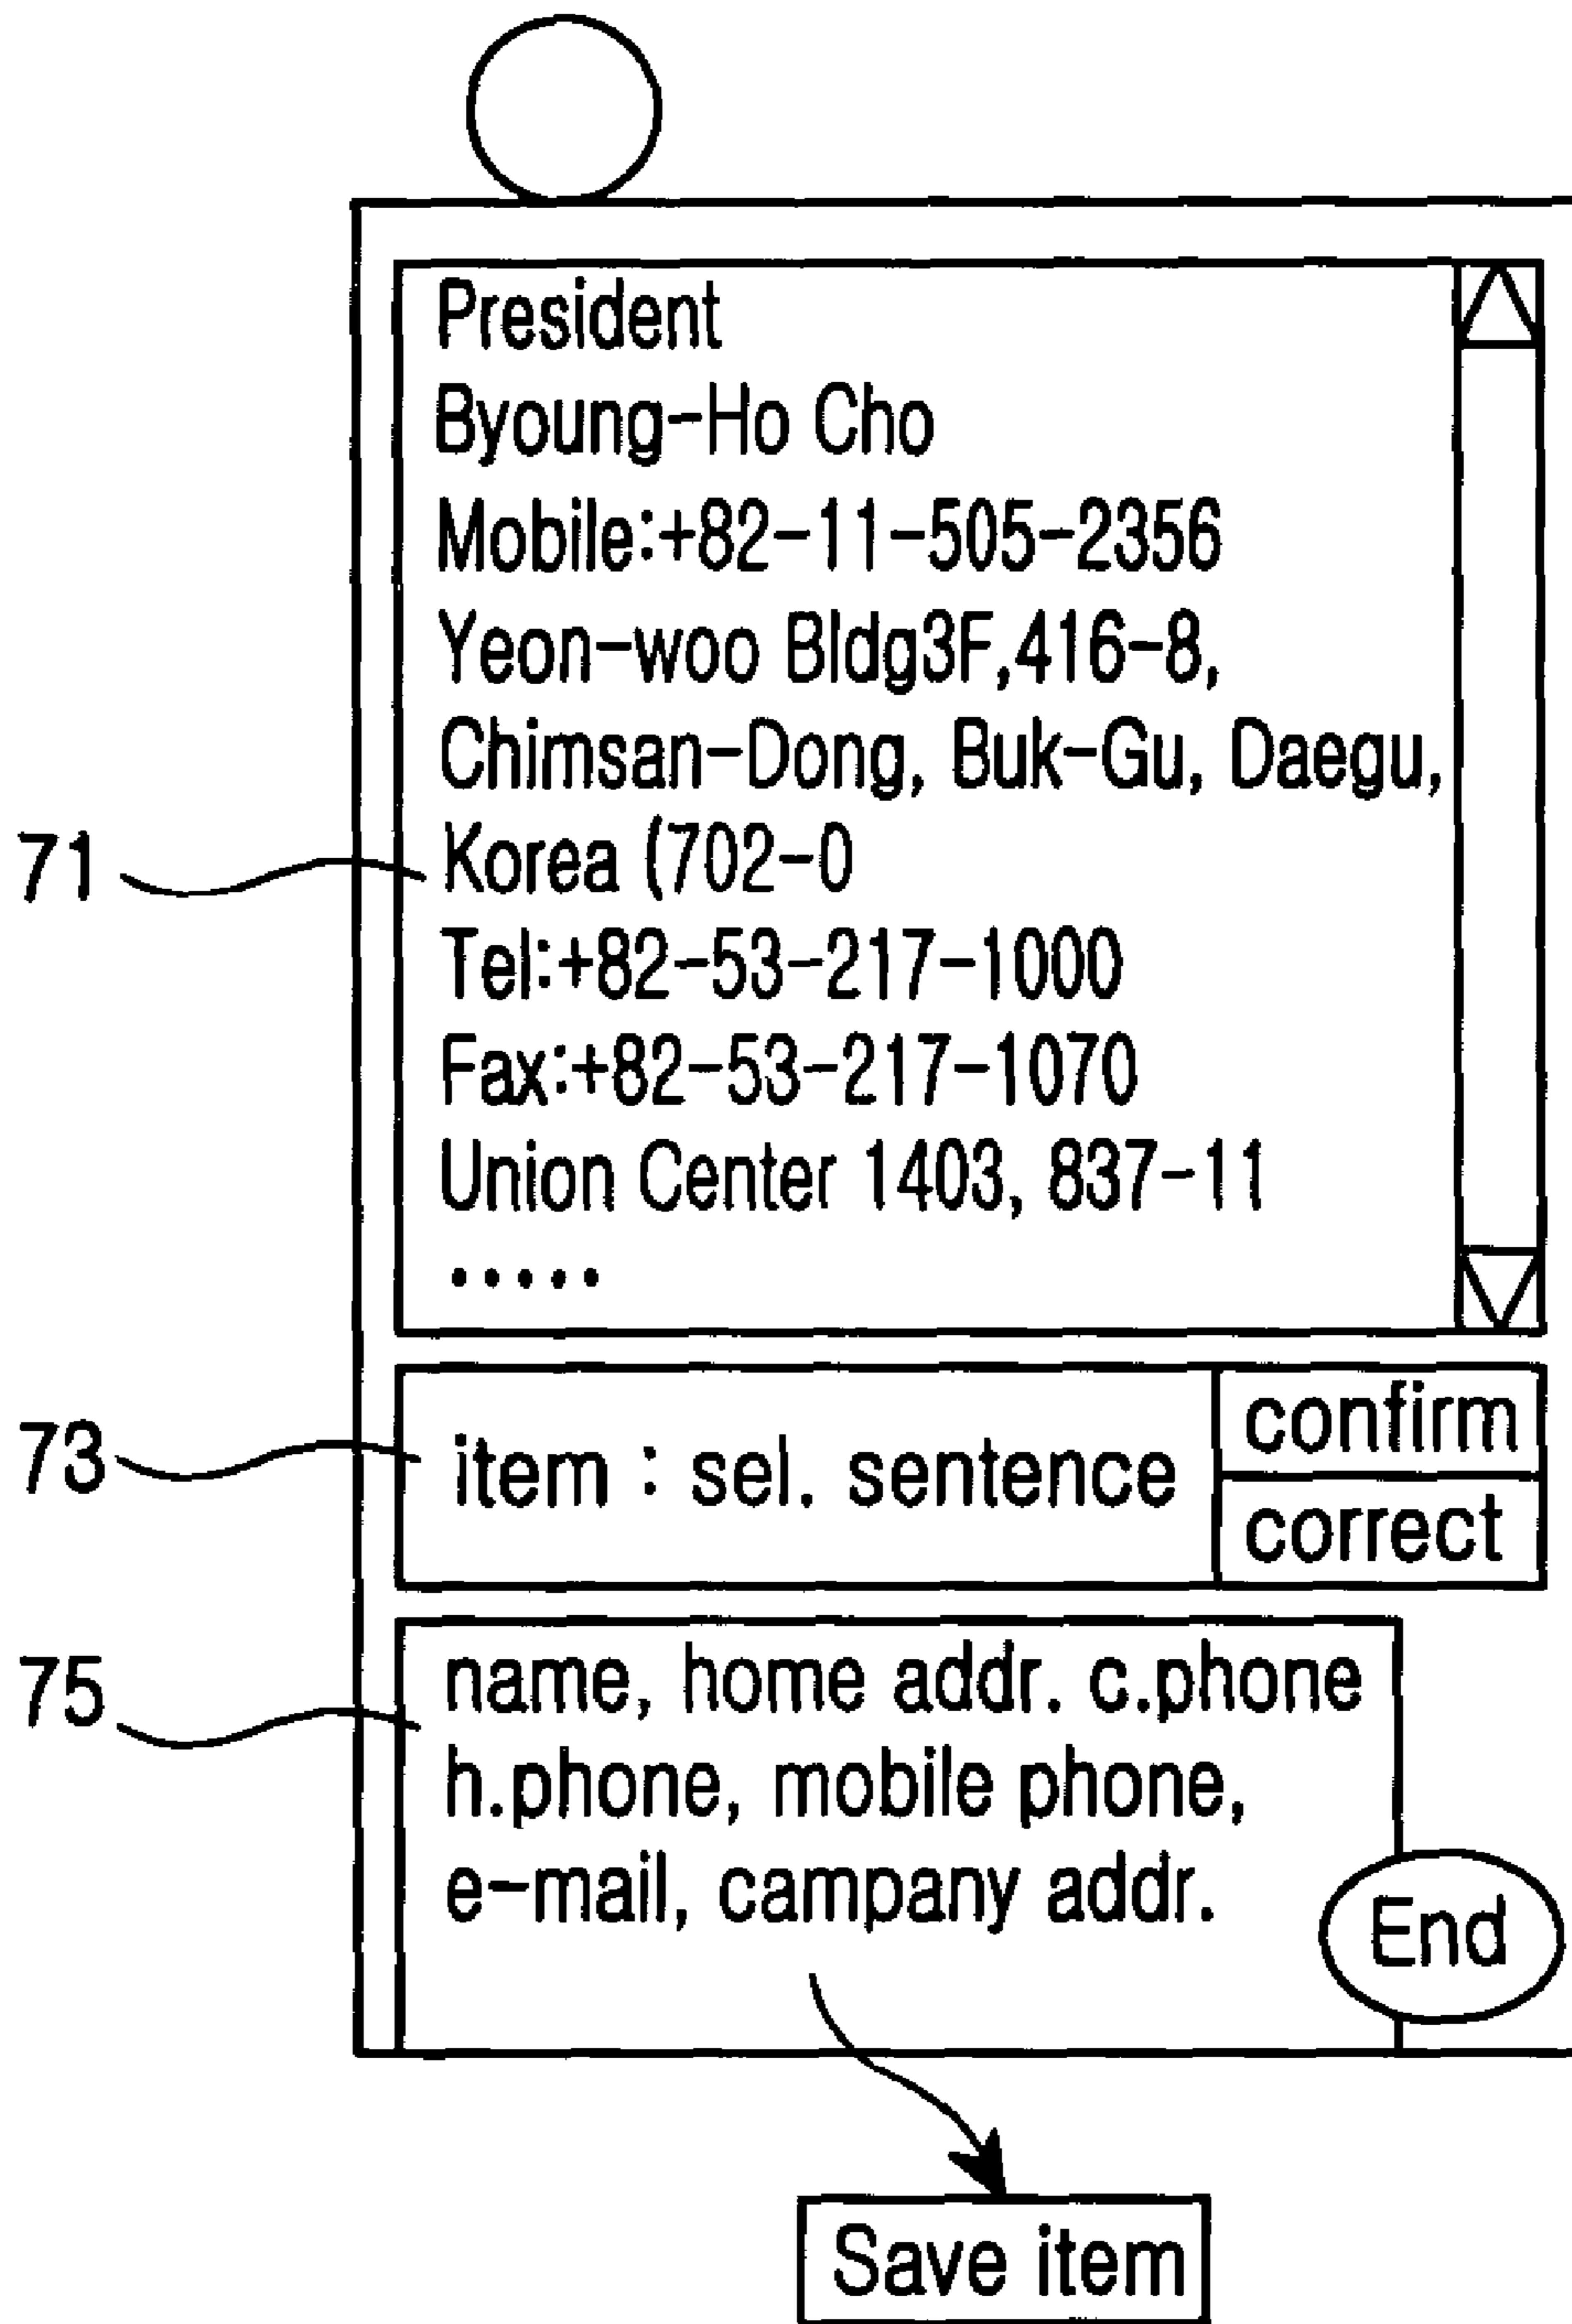 President
Byoung-Ho Cho
Mobile:+82-11-505-2356
Yeon-woo Bldg3F,416-8,
Chimsan-Dong, Buk-Gu, Daegu,
71
Korea (702-0
Tel:+82-53-217-1000
Fax:+82-53-217-1070
Union Center 1403, 837-11
.....
73
item : sel. sentence
confirm
correct
75
name, home addr. c.phone
h.phone, mobile phone,
e-mail, campany addr.
End
Save item